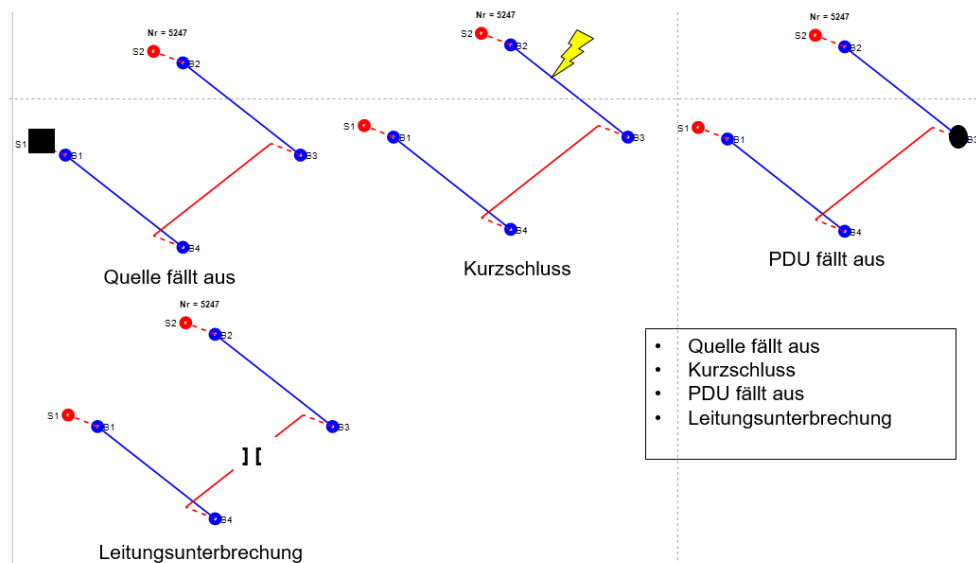 Nr = 5247
S2
B2
S1
B1
B3
B4
Quelle fällt aus
Nr = 5247
S2
B2
S1
B1
B3
B4
Kurzschluss
Nr = 5247
S2
B2
S1
B1
B3
B4
PDU fällt aus
Nr = 5247
S2
B2
S1
B1
B3
] [
B4
Leitungsunterbrechung
• Quelle fällt aus
• Kurzschluss
• PDU fällt aus
• Leitungsunterbrechung